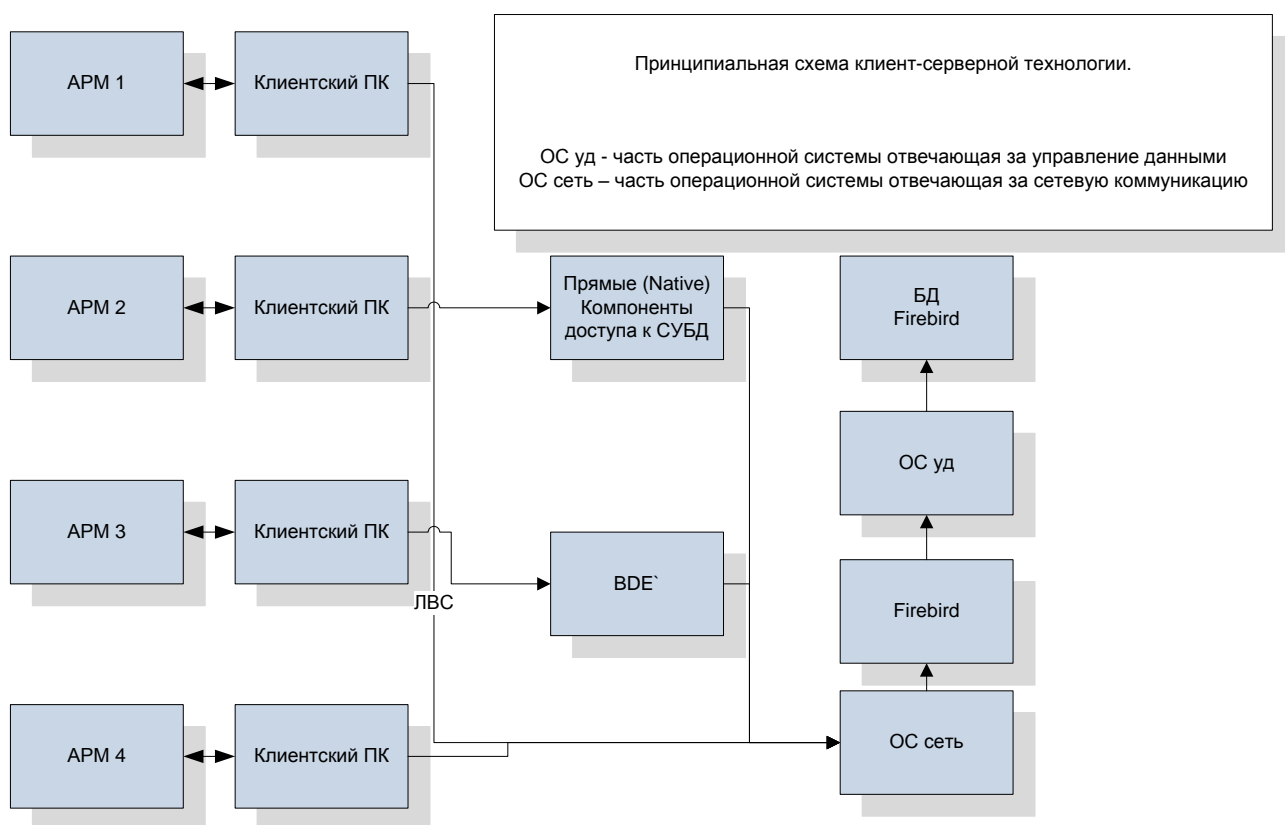 Принципиальная схема клиент-серверной технологии.
ОС уд - часть операционной системы отвечающая за управление данными
ОС сеть – часть операционной системы отвечающая за сетевую коммуникацию
АРМ 1
Клиентский ПК
АРМ 2
Клиентский ПК
Прямые (Native)
Компоненты
доступа к СУБД
БД
Firebird
ОС уд
АРМ 3
Клиентский ПК
BDE`
Firebird
ЛВС
АРМ 4
Клиентский ПК
ОС сеть